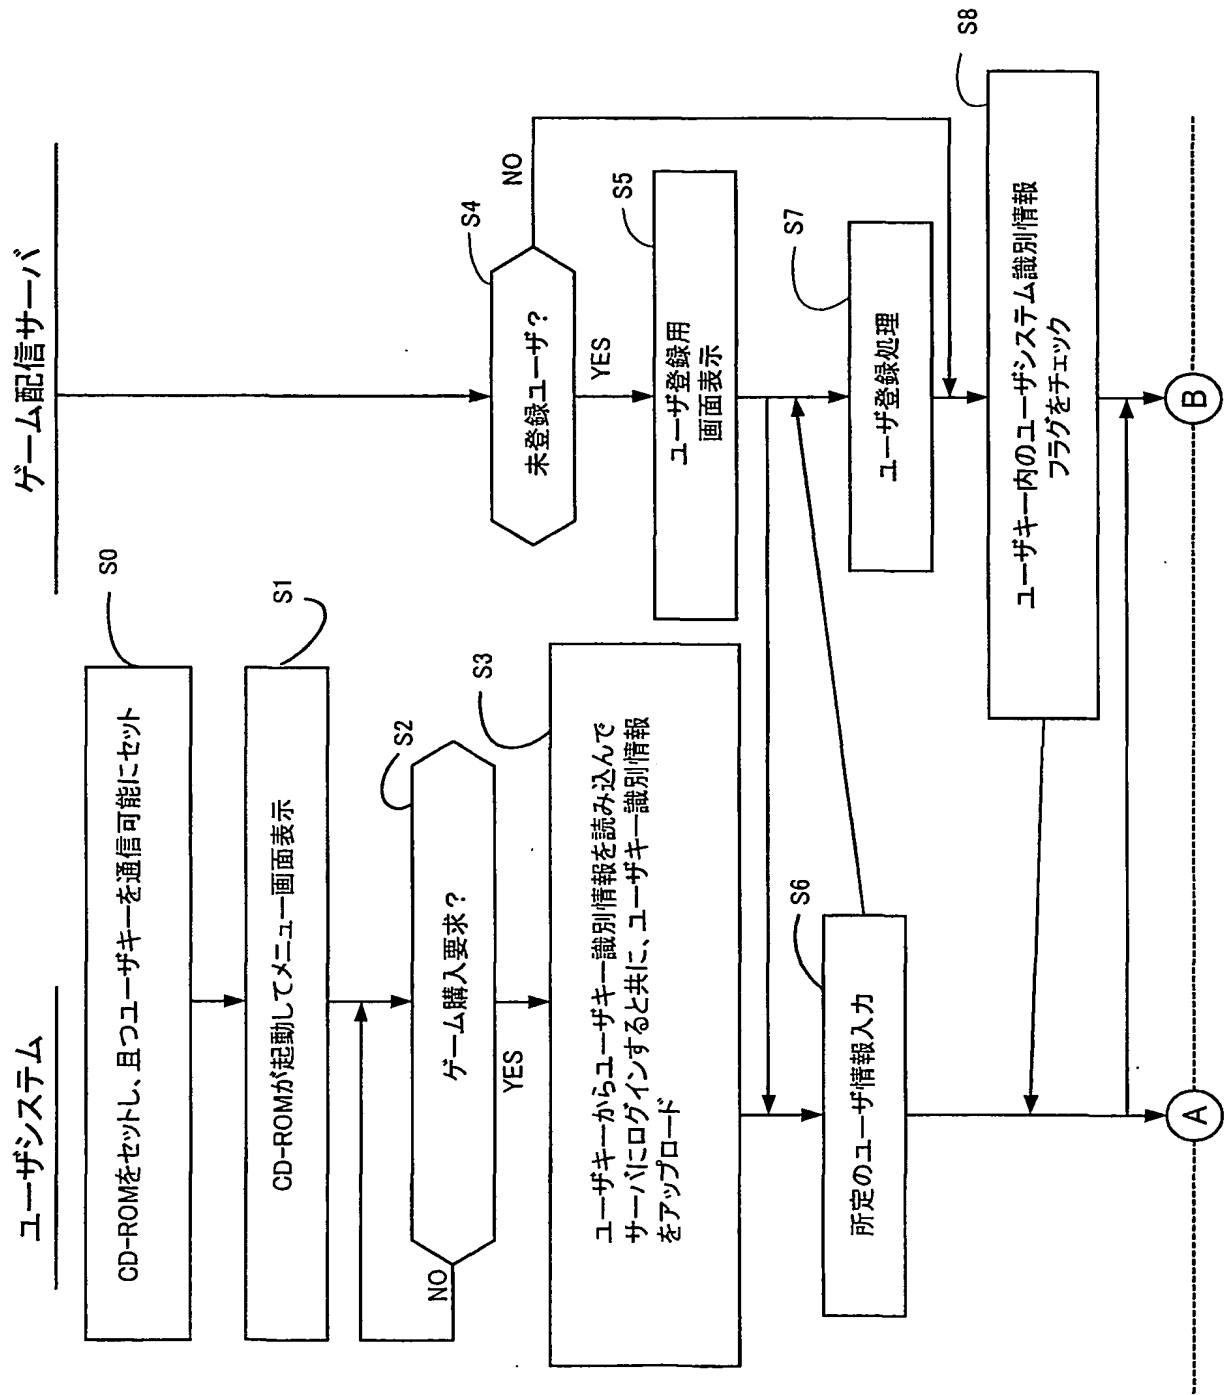 ユーザシステム
ゲーム配信サーバ
CD-ROMをセットし、且つユーザキーを通信可能にセット
S0
CD-ROMが起動してメニュー画面表示
S1
ゲーム購入要求？
S2
NO
YES
ユーザキーからユーザキー識別情報を読み込んで
サーバにログインすると共に、ユーザキー識別情報
をアップロード
S3
未登録ユーザ？
S4
NO
YES
ユーザ登録用
画面表示
S5
所定のユーザ情報入力
S6
ユーザ登録処理
S7
ユーザキー内のユーザシステム識別情報
フラグをチェック
S8
A
B